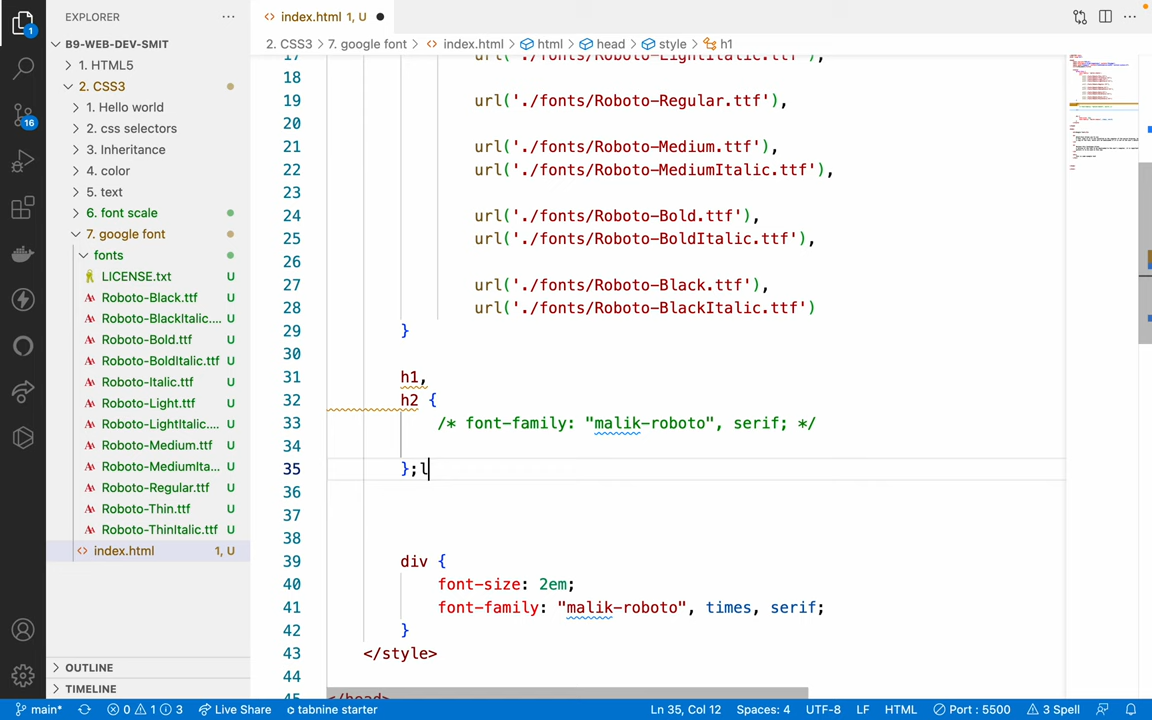 EXPLORER
B9-WEB-DEV-SMIT
1. HTML5
2. CSS3
1. Hello world
2. css selectors
3. Inheritance
4. color
5. text
6. font scale
7. google font
fonts
LICENSE.txt U
Roboto-Black.ttf U
Roboto-BlackItalic.... U
Roboto-Bold.ttf U
Roboto-BoldItalic.ttf U
Roboto-Italic.ttf U
Roboto-Light.ttf U
Roboto-LightItalic.... U
Roboto-Medium.ttf U
Roboto-MediumIta... U
Roboto-Regular.ttf U
Roboto-Thin.ttf U
Roboto-ThinItalic.ttf U
index.html 1, U
OUTLINE
TIMELINE
1
16
index.html 1, U
2. CSS3 > 7. google font > index.html > html > head > style > h1
17 url('./fonts/Roboto-LightItalic.ttf'),
18
19 url('./fonts/Roboto-Regular.ttf'),
20
21 url('./fonts/Roboto-Medium.ttf'),
22 url('./fonts/Roboto-MediumItalic.ttf'),
23
24 url('./fonts/Roboto-Bold.ttf'),
25 url('./fonts/Roboto-BoldItalic.ttf'),
26
27 url('./fonts/Roboto-Black.ttf'),
28 url('./fonts/Roboto-BlackItalic.ttf')
29 }
30
31 h1,
32 h2 {
33 /* font-family: "malik-roboto", serif; */
34
35 };l
36
37
38
39 div {
40 font-size: 2em;
41 font-family: "malik-roboto", times, serif;
42 }
43 </style>
44
45 </head>
main* 0 1 3 Live Share tabnine starter Ln 35, Col 12 Spaces: 4 UTF-8 LF HTML Port : 5500 3 Spell